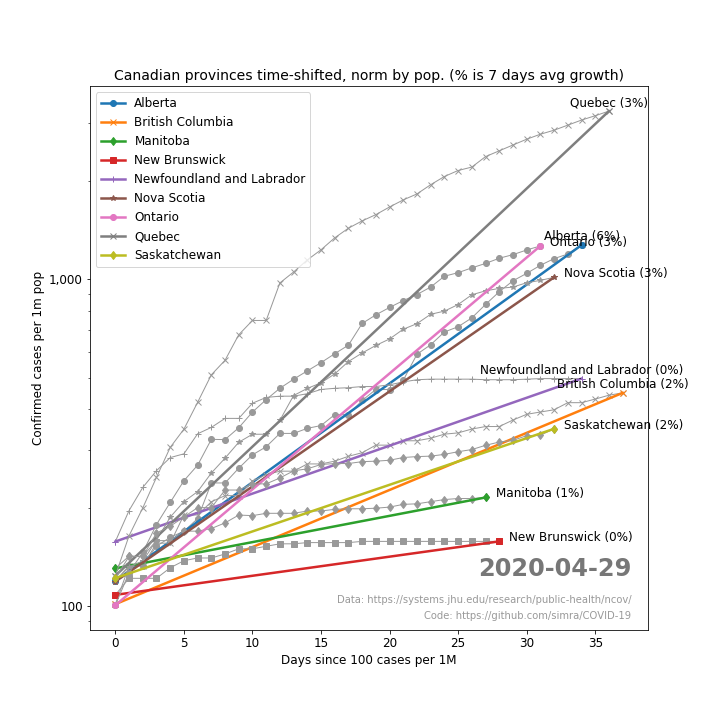 Canadian provinces time-shifted, norm by pop. (% is 7 days avg growth)
Alberta
British Columbia
Manitoba
New Brunswick
Newfoundland and Labrador
Nova Scotia
Ontario
Quebec
Saskatchewan
Quebec (3%)
Alberta (6%)
Ontario (3%)
Nova Scotia (3%)
Newfoundland and Labrador (0%)
British Columbia (2%)
Saskatchewan (2%)
Manitoba (1%)
New Brunswick (0%)
2020-04-29
Data: https://systems.jhu.edu/research/public-health/ncov/
Code: https://github.com/simra/COVID-19
Confirmed cases per 1m pop
1,000
100
0 5 10 15 20 25 30 35
Days since 100 cases per 1M